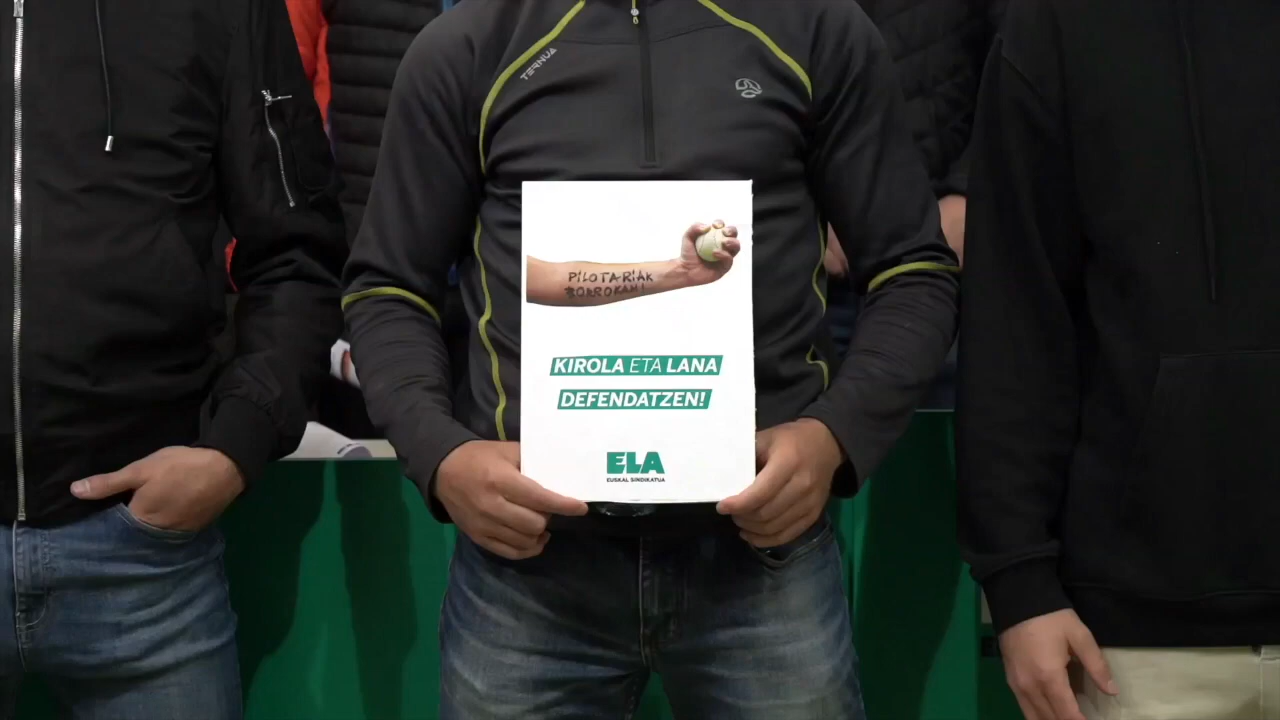 TERNUA
PILOTARIAK
BORROKAN!
KIROLA ETA LANA
DEFENDATZEN!
ELA
EUSKAL SINDIKATUA